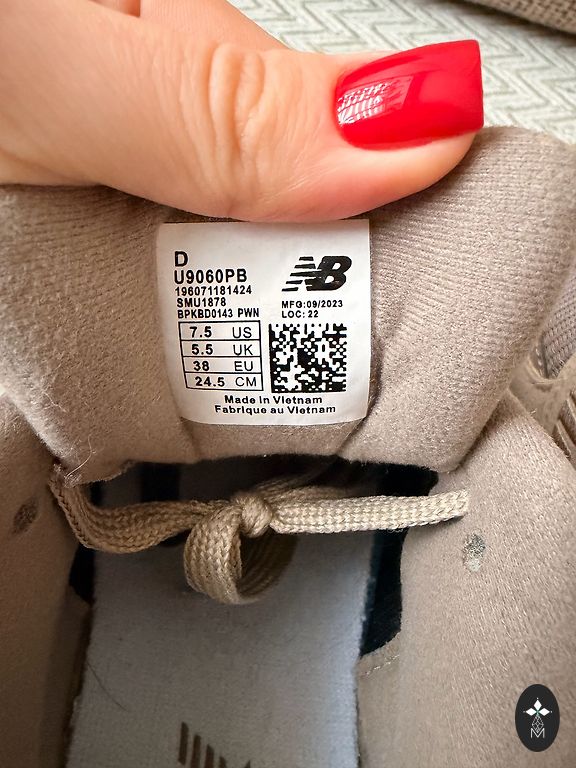 D
U9060PB
196071181424
SMU1878
BPKBD0143 PWN
NB
MFG:09/2023
LOC: 22
7.5 US
5.5 UK
38 EU
24.5 CM
Made in Vietnam
Fabrique au Vietnam
M